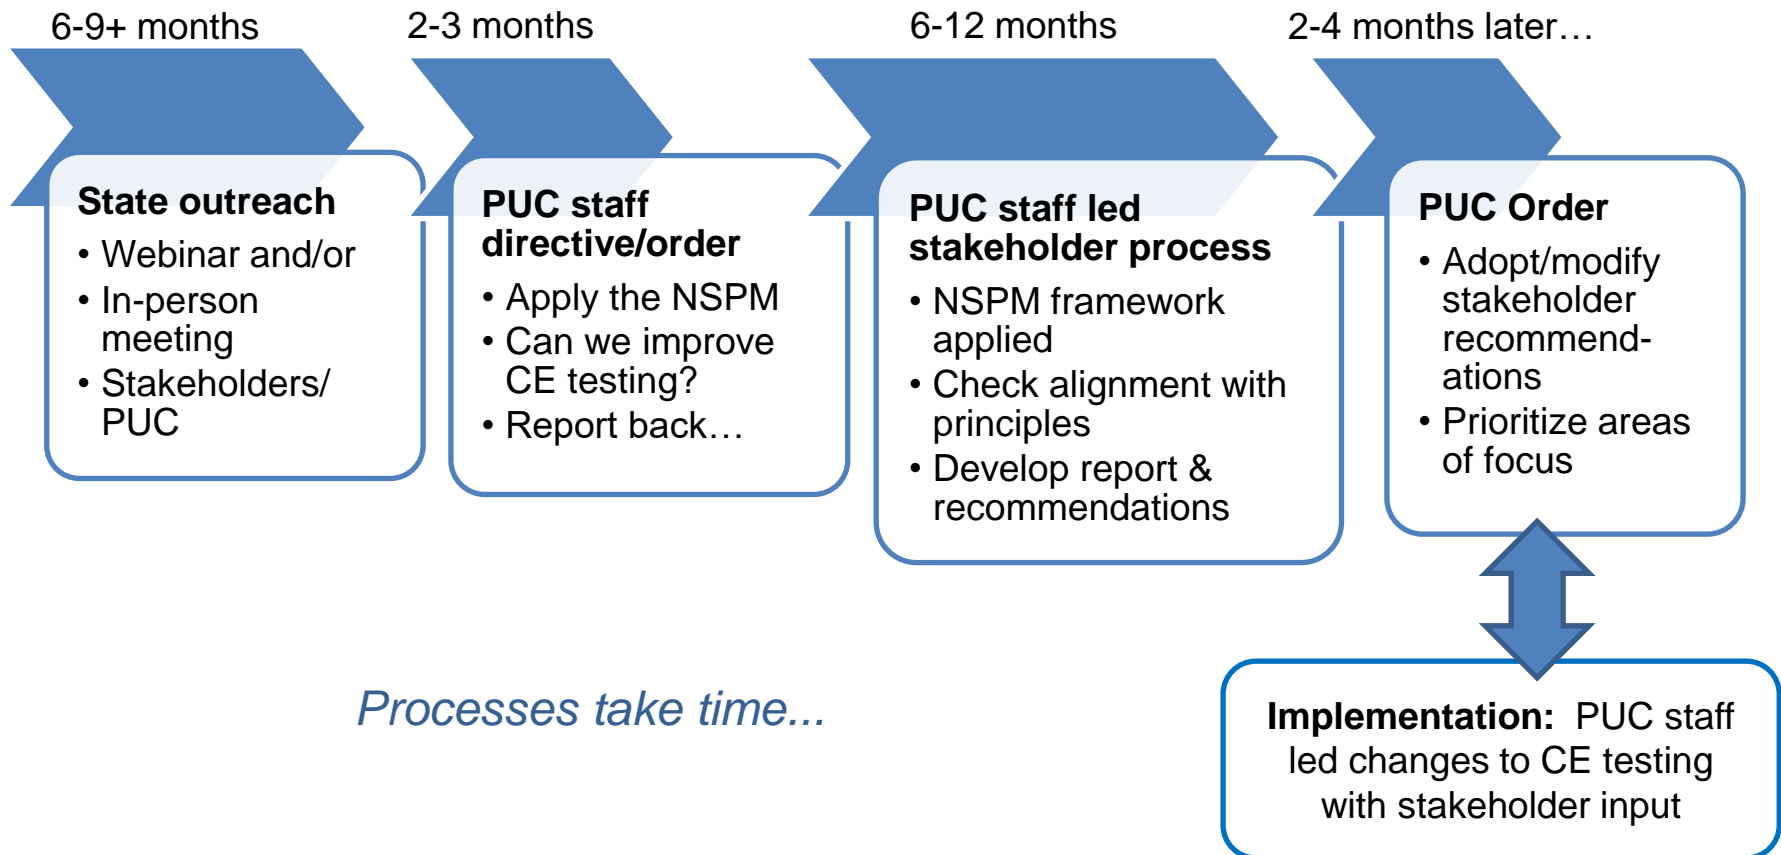 6-9+ months
2-3 months
6-12 months
2-4 months later…
State outreach
• Webinar and/or
• In-person
meeting
• Stakeholders/
PUC
PUC staff
directive/order
• Apply the NSPM
• Can we improve
CE testing?
• Report back…
PUC staff led
stakeholder process
• NSPM framework
applied
• Check alignment with
principles
• Develop report &
recommendations
PUC Order
• Adopt/modify
stakeholder
recommend-
ations
• Prioritize areas
of focus
Processes take time...
Implementation: PUC staff
led changes to CE testing
with stakeholder input